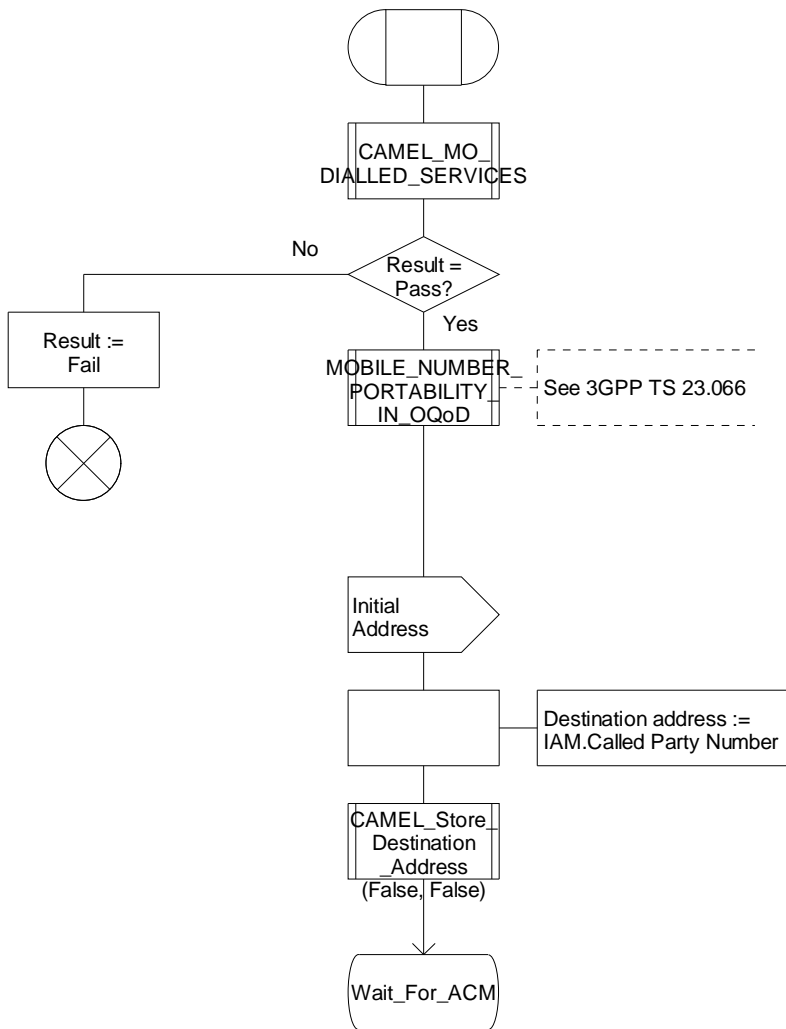 CAMEL_MO_
DIALLED_SERVICES
No
Result =
Pass?
Yes
Result :=
Fail
MOBILE_NUMBER_
PORTABILITY_
IN_OQoD
See 3GPP TS 23.066
Initial
Address
Destination address :=
IAM.Called Party Number
CAMEL_Store_
Destination
_Address
(False, False)
Wait_For_ACM